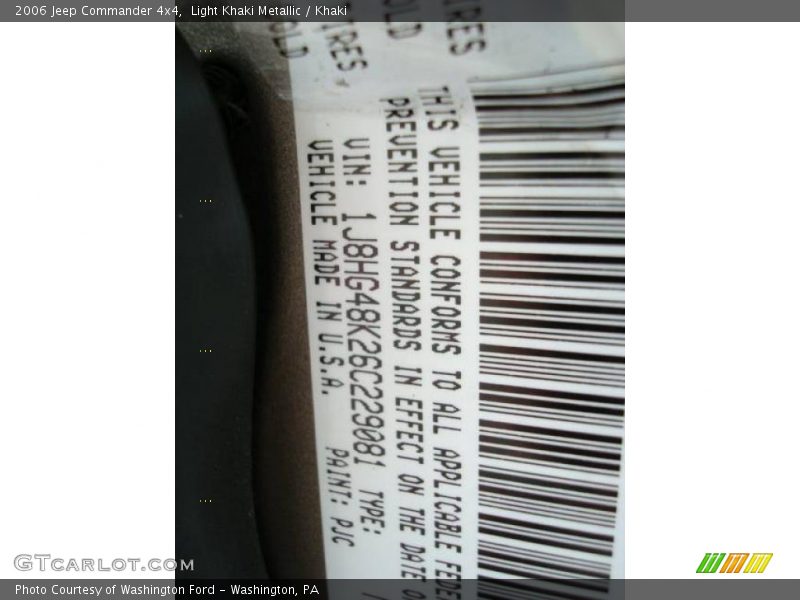 2006 Jeep Commander 4x4, Light Khaki Metallic / Khaki
THIS VEHICLE CONFORMS TO ALL APPLICABLE FEDE
PREVENTION STANDARDS IN EFFECT ON THE DATE O
VIN: 1J8HG48K26C229081 TYPE:
VEHICLE MADE IN U.S.A. PAINT: PJC
GTCARLOT.COM
Photo Courtesy of Washington Ford - Washington, PA